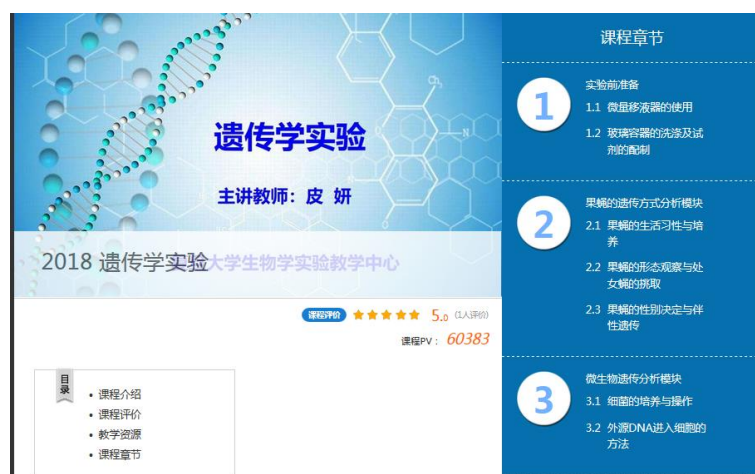 遗传学实验
主讲教师：皮 妍
2018 遗传学实验
大学生物学实验教学中心
课程评价 5.0 (1人评价)
课程PV： 60383
目录
• 课程介绍
• 课程评价
• 教学资源
• 课程章节
课程章节
1
实验前准备
1.1 微量移液器的使用
1.2 玻璃容器的洗涤及试
剂的配制
2
果蝇的遗传方式分析模块
2.1 果蝇的生活习性与培
养
2.2 果蝇的形态观察与处
女蝇的挑取
2.3 果蝇的性别决定与伴
性遗传
3
微生物遗传分析模块
3.1 细菌的培养与操作
3.2 外源DNA进入细胞的
方法